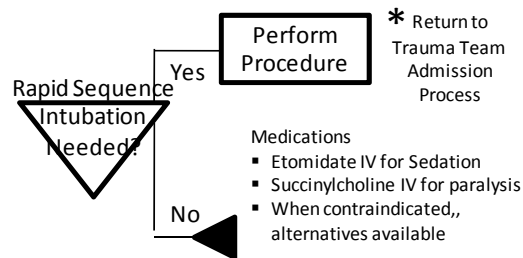 Rapid Sequence
Intubation
Needed?
Yes
Perform
Procedure
* Return to
Trauma Team
Admission
Process
No
Medications
▪ Etomidate IV for Sedation
▪ Succinylcholine IV for paralysis
▪ When contraindicated,,
alternatives available